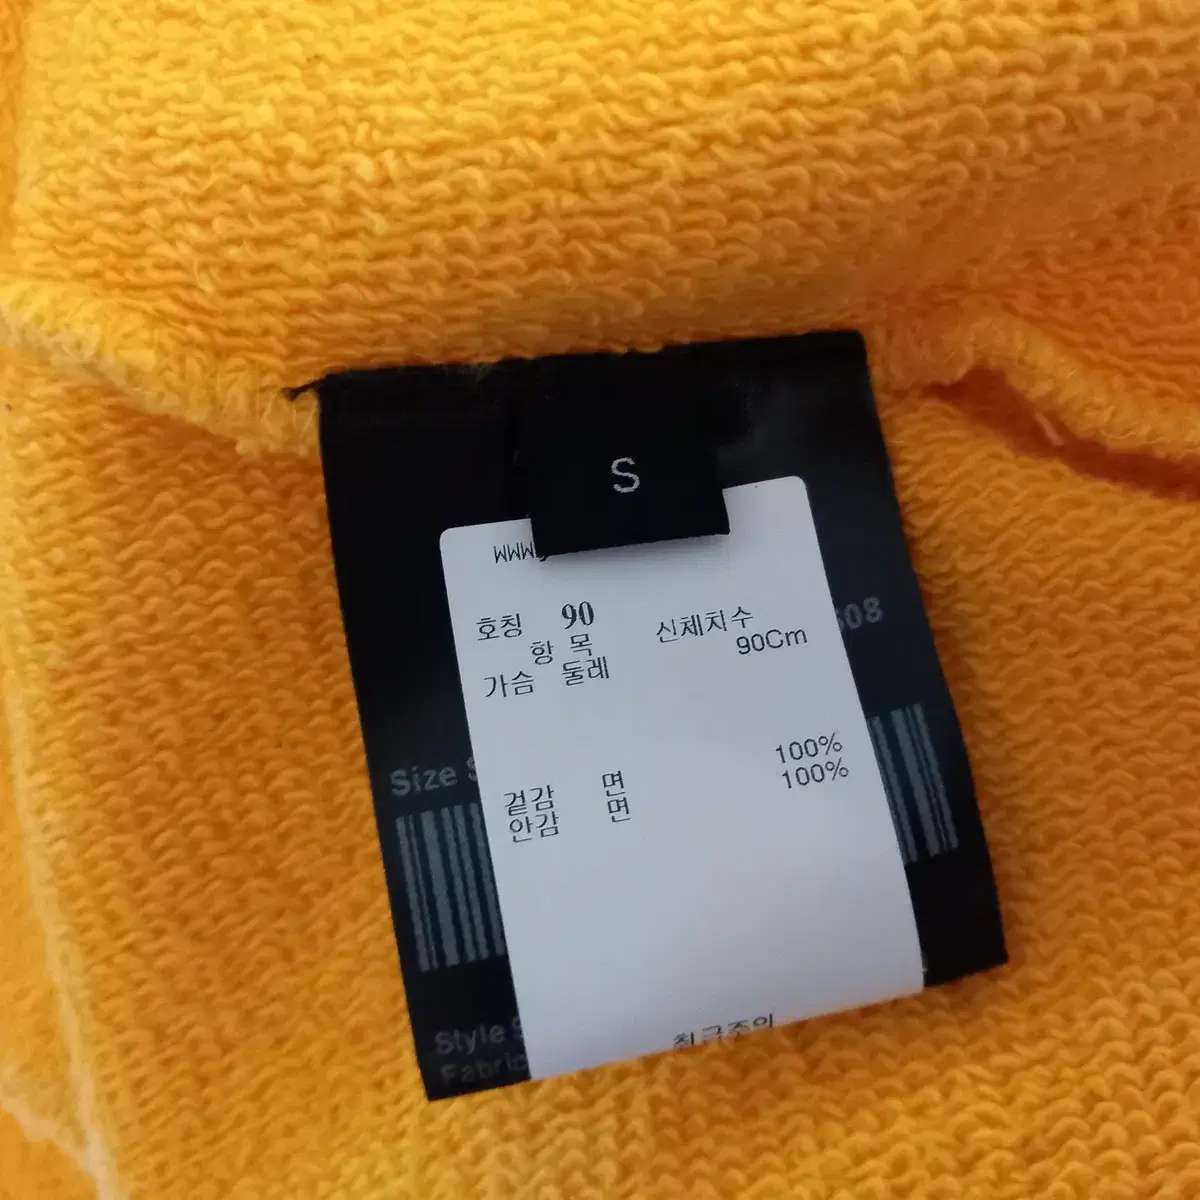 S
www.
호칭 90
항 목 신체치수
가슴 둘레 90Cm
겉감 면 100%
안감 면 100%
취급주의
508
Size S
Style S
Fabric